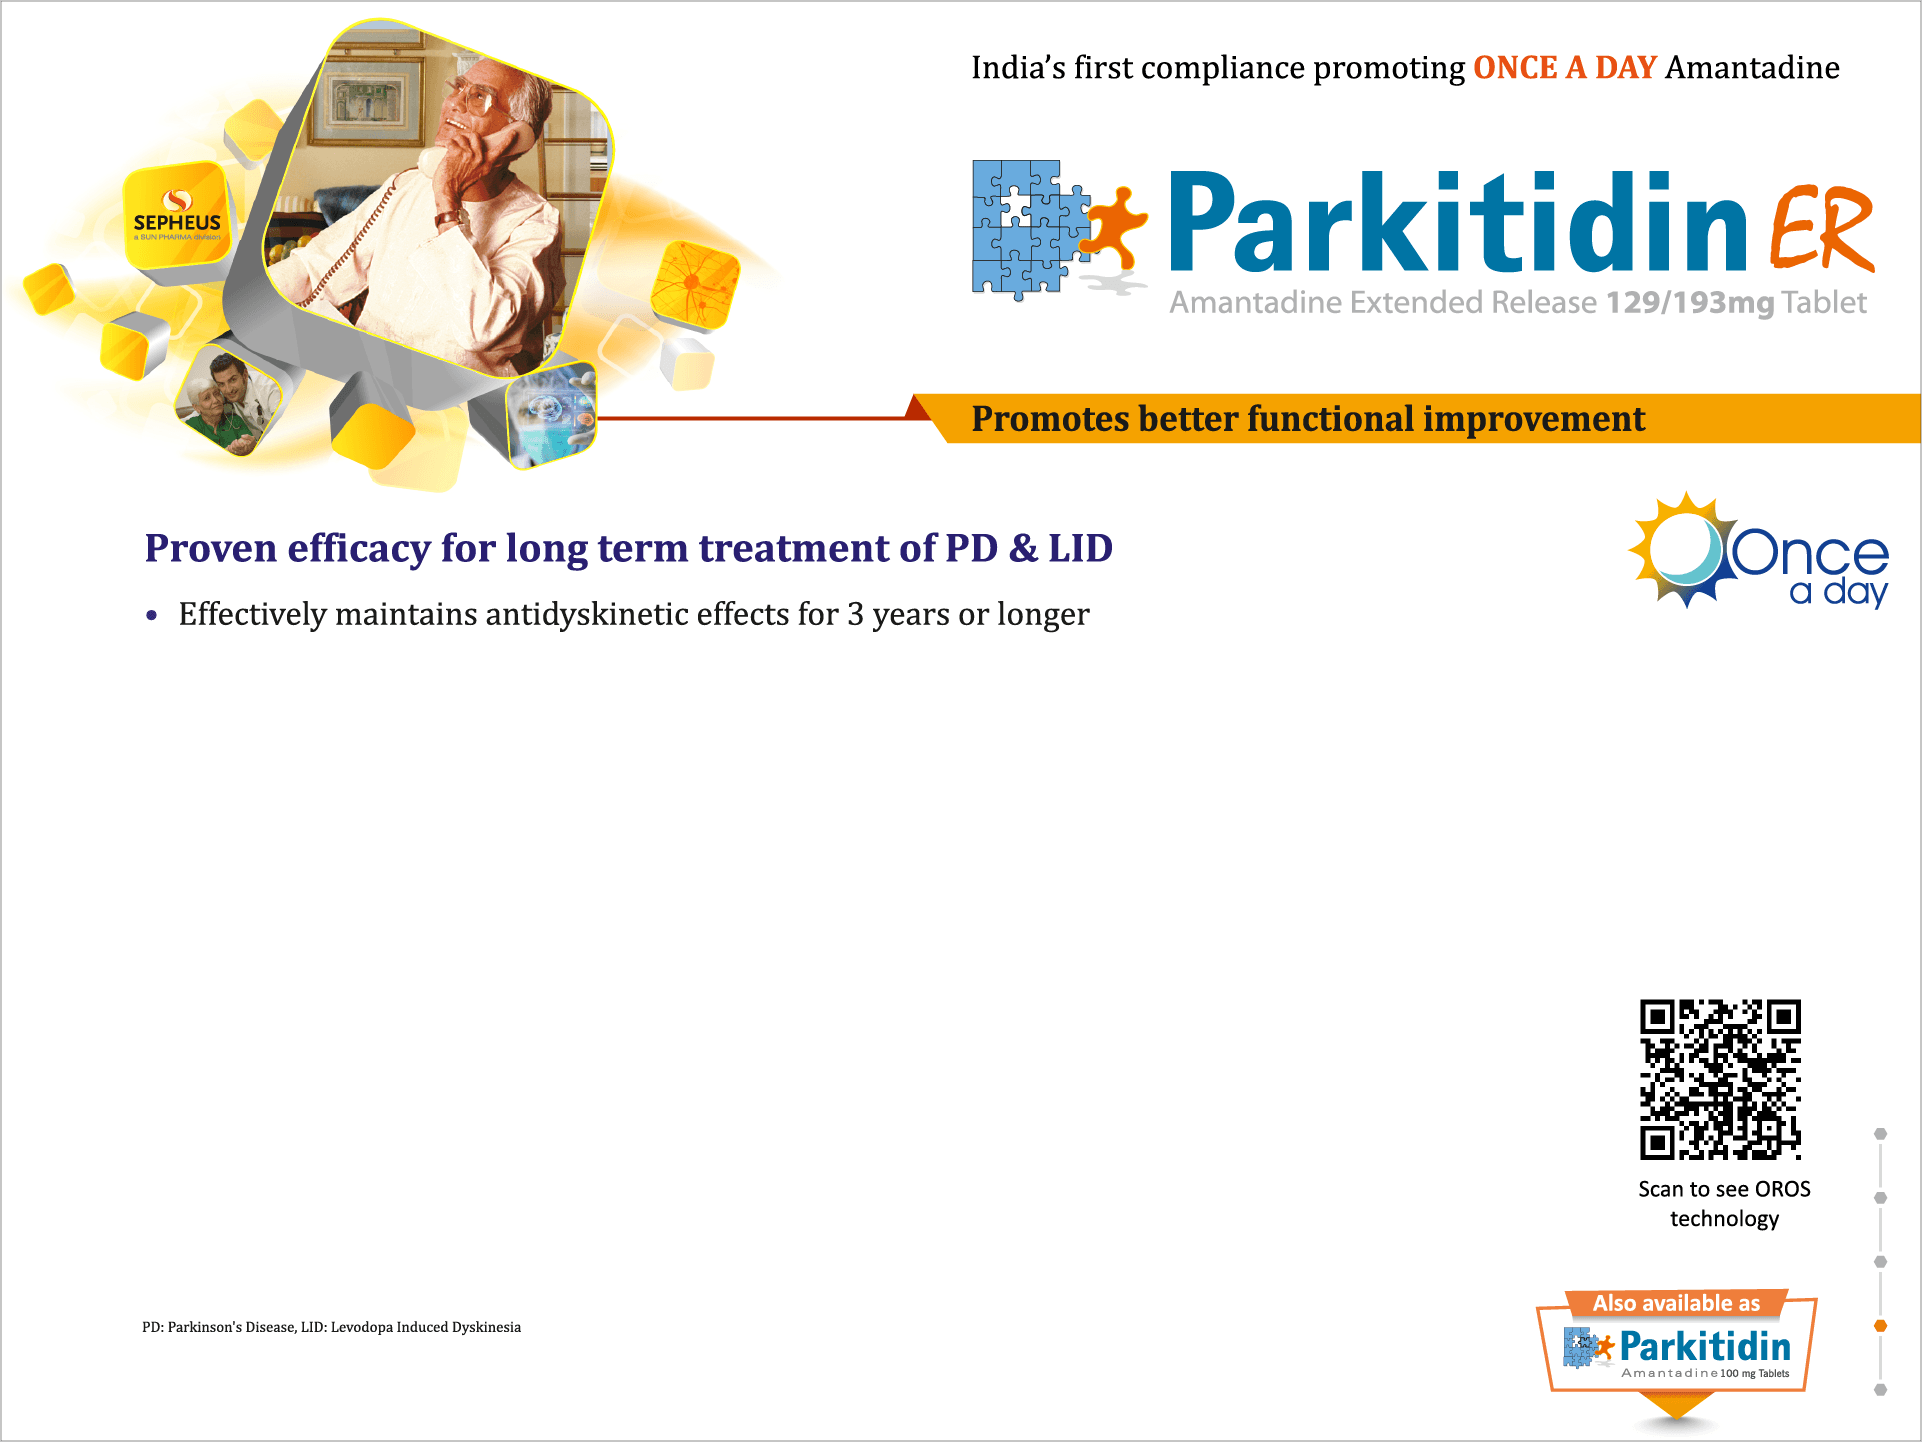 India's first compliance promoting ONCE A DAY Amantadine
SEPHEUS
a SUN PHARMA division
Parkitidin ER
Amantadine Extended Release 129/193mg Tablet
Promotes better functional improvement
Proven efficacy for long term treatment of PD & LID
• Effectively maintains antidyskinetic effects for 3 years or longer
Once
a day
Scan to see OROS
technology
PD: Parkinson's Disease, LID: Levodopa Induced Dyskinesia
Also available as
Parkitidin
Amantadine 100 mg Tablets